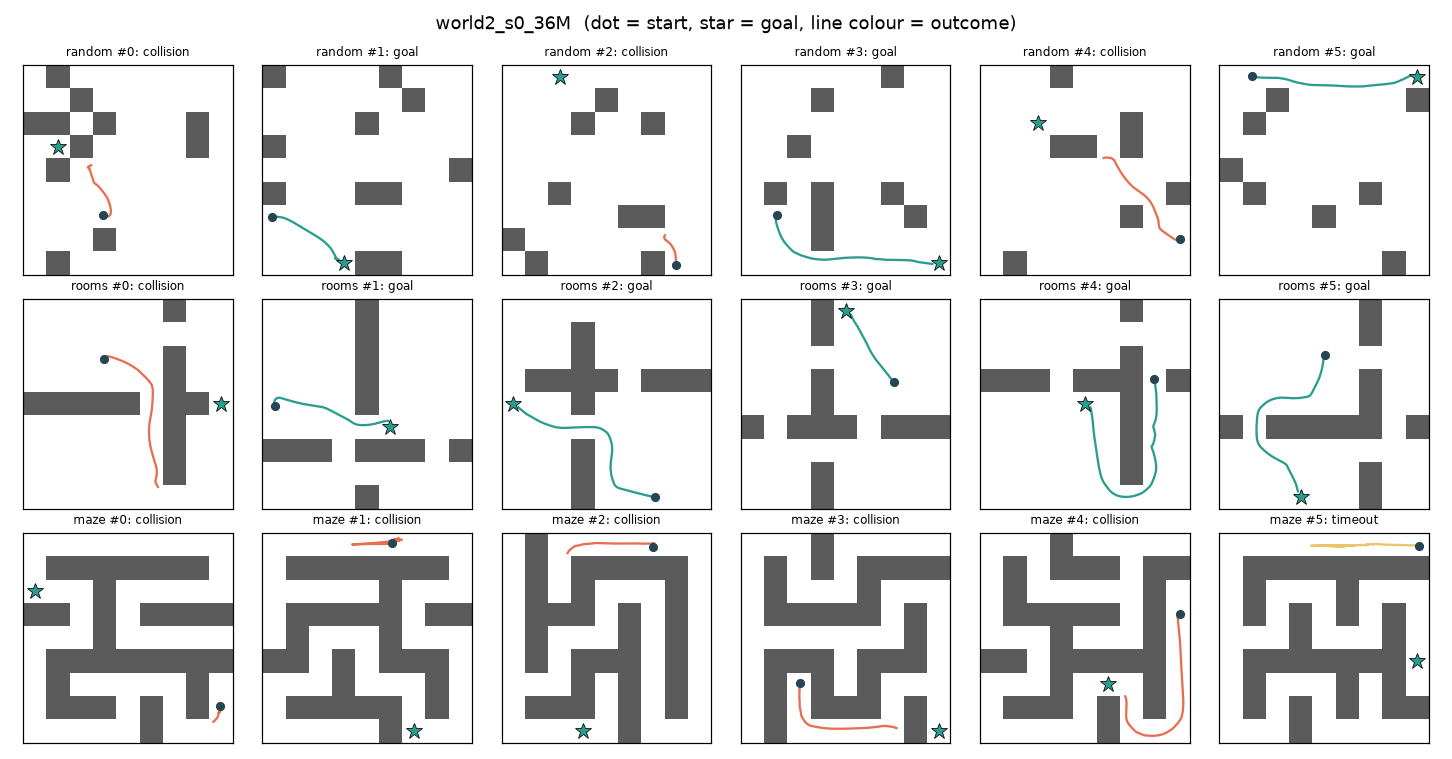 world2_s0_36M  (dot = start, star = goal, line colour = outcome)
random #0: collision
random #1: goal
random #2: collision
random #3: goal
random #4: collision
random #5: goal
rooms #0: collision
rooms #1: goal
rooms #2: goal
rooms #3: goal
rooms #4: goal
rooms #5: goal
maze #0: collision
maze #1: collision
maze #2: collision
maze #3: collision
maze #4: collision
maze #5: timeout